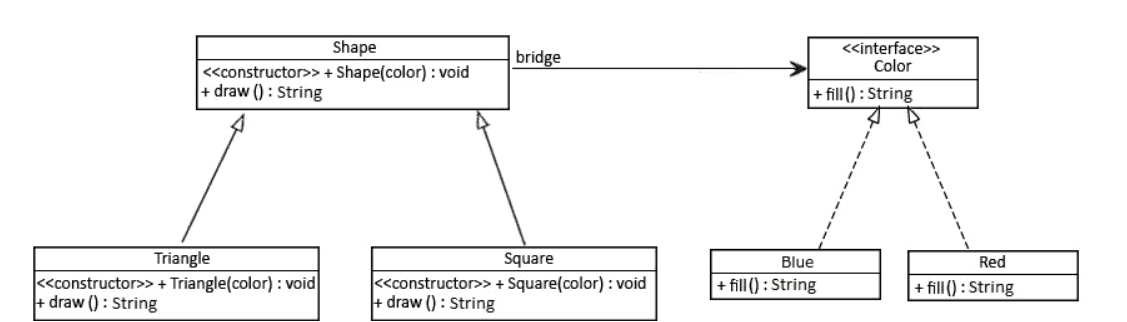 Shape
<<constructor>> + Shape(color) : void
+ draw () : String
bridge
<<interface>>
Color
+ fill() : String
Triangle
<<constructor>> + Triangle(color) : void
+ draw () : String
Square
<<constructor>> + Square(color) : void
+ draw () : String
Blue
+ fill() : String
Red
+ fill() : String